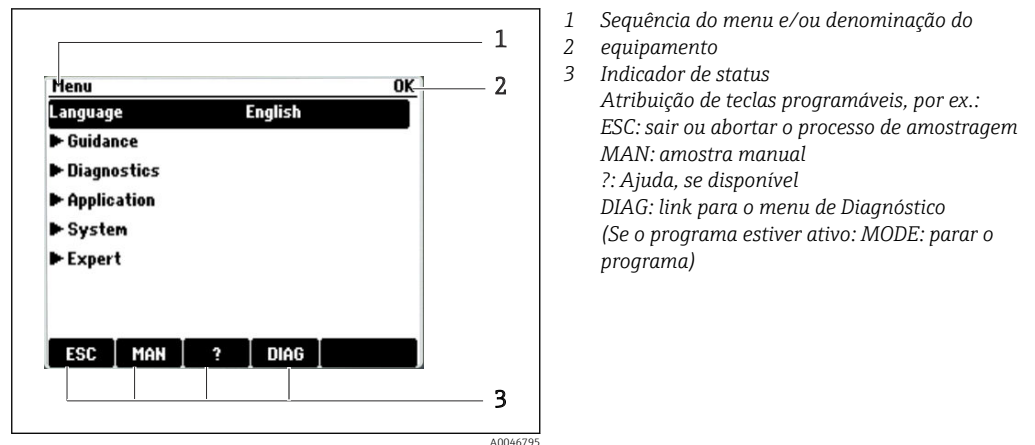 1
2
Menu OK
Language English
Guidance
Diagnostics
Application
System
Expert
ESC MAN ? DIAG
3
A0046795
1 Sequência do menu e/ou denominação do
2 equipamento
3 Indicador de status
Atribuição de teclas programáveis, por ex.:
ESC: sair ou abortar o processo de amostragem
MAN: amostra manual
?: Ajuda, se disponível
DIAG: link para o menu de Diagnóstico
(Se o programa estiver ativo: MODE: parar o
programa)